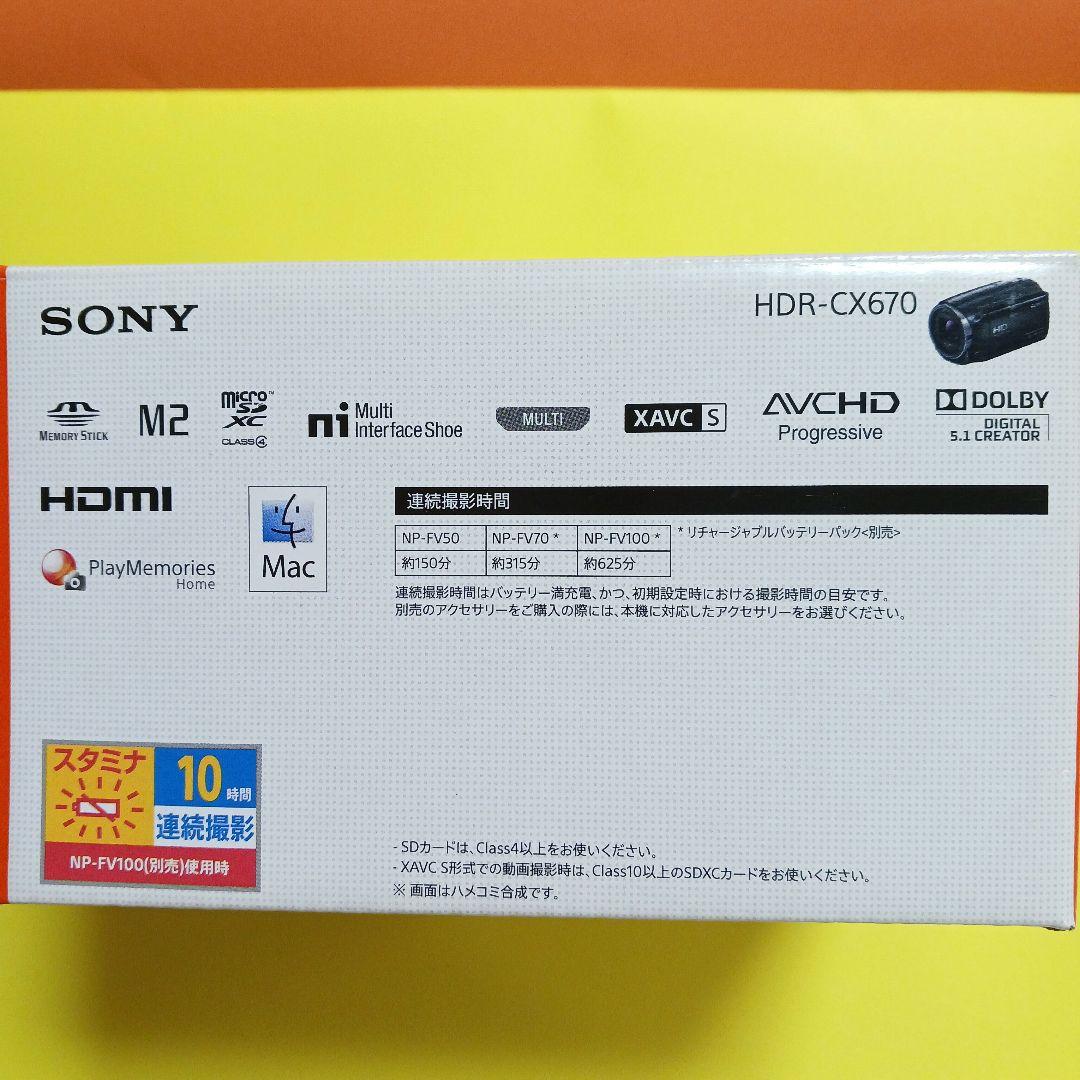 SONY
HDR-CX670
HD
MEMORY STICK
M2
micro SD XC CLASS4
Multi Interface Shoe
MULTI
XAVC S
AVCHD Progressive
DOLBY DIGITAL 5.1 CREATOR
HDMI
PlayMemories Home
Mac
連続撮影時間
NP-FV50 NP-FV70 * NP-FV100 * * リチャージャブルバッテリーパック<別売>
約150分 約315分 約625分
連続撮影時間はバッテリー満充電、かつ、初期設定時における撮影時間の目安です。
別売のアクセサリーをご購入の際には、本機に対応したアクセサリーをお選びください。
スタミナ
10時間
連続撮影
NP-FV100(別売)使用時
- SDカードは、Class4以上をお使いください。
- XAVC S形式での動画撮影時は、Class10以上のSDXCカードをお使いください。
※ 画面はハメコミ合成です。